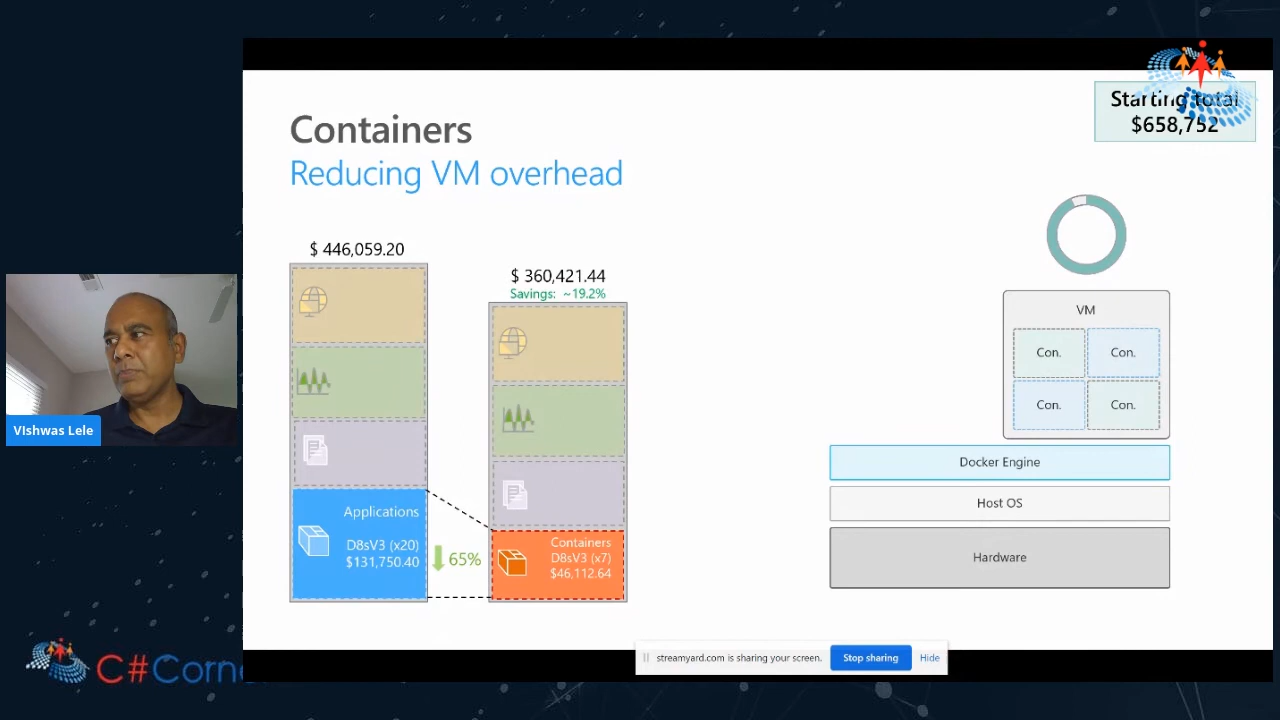 Starting total
$658,752
Containers
Reducing VM overhead
$ 446,059.20
$ 360,421.44
Savings: ~19.2%
Applications
D8sV3 (x20)
$131,750.40
65%
Containers
D8sV3 (x7)
$46,112.64
VM
Con.
Con.
Con.
Con.
Docker Engine
Host OS
Hardware
VIshwas Lele
C#Corne
streamyard.com is sharing your screen.
Stop sharing
Hide